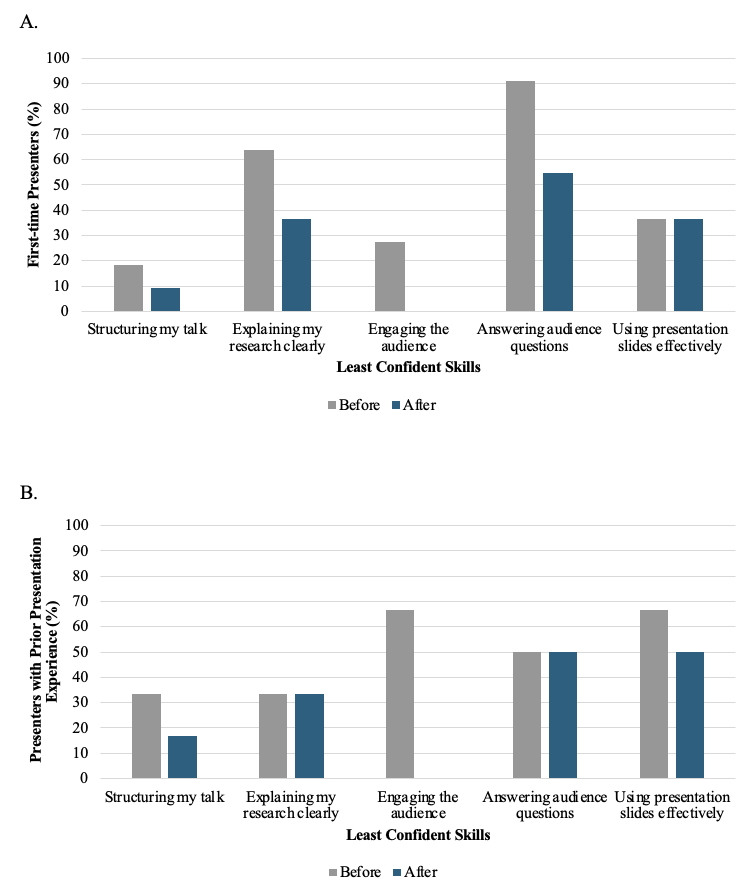 A.
First-time Presenters (%)
100
90
80
70
60
50
40
30
20
10
0
Structuring my talk
Explaining my
research clearly
Engaging the
audience
Answering audience
questions
Using presentation
slides effectively
Least Confident Skills
Before
After
B.
Presenters with Prior Presentation
Experience (%)
100
90
80
70
60
50
40
30
20
10
0
Structuring my talk
Explaining my
research clearly
Engaging the
audience
Answering audience
questions
Using presentation
slides effectively
Least Confident Skills
Before
After